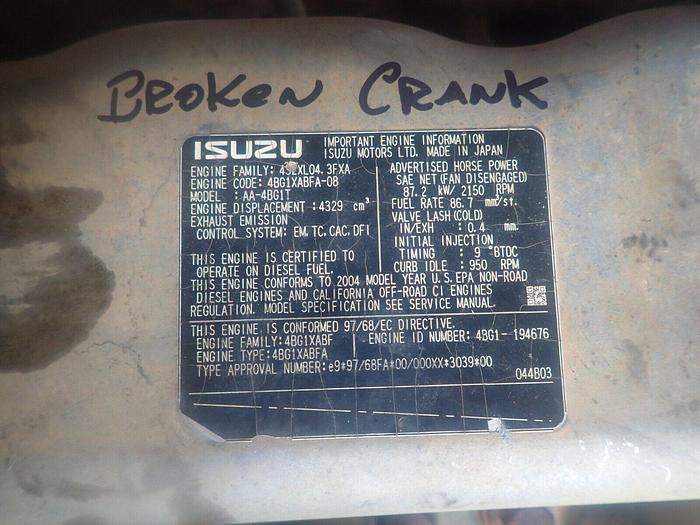 BROKEN CRANK
ISUZU
IMPORTANT ENGINE INFORMATION
ISUZU MOTORS LTD. MADE IN JAPAN
ENGINE FAMILY: 4SZXL04.3FXA
ENGINE CODE: 4BG1XABFA-08
MODEL : AA-4BG1T
ENGINE DISPLACEMENT :4329 cm³
EXHAUST EMISSION
CONTROL SYSTEM: EM, TC, CAC, DFI
THIS ENGINE IS CERTIFIED TO
OPERATE ON DIESEL FUEL.
ADVERTISED HORSE POWER
SAE NET(FAN DISENGAGED)
87.2 kW/ 2150 RPM
FUEL RATE 86.7 mm³/st.
VALVE LASH(COLD)
IN/EXH : 0.4 mm.
INITIAL INJECTION
TIMING : 9 °BTDC
CURB IDLE : 950 RPM
THIS ENGINE CONFORMS TO 2004 MODEL YEAR U.S.EPA NON-ROAD
DIESEL ENGINES AND CALIFORNIA OFF-ROAD CI ENGINES
REGULATION. MODEL SPECIFICATION SEE SERVICE MANUAL.
THIS ENGINE IS CONFORMED 97/68/EC DIRECTIVE.
ENGINE FAMILY:4BG1XABF
ENGINE TYPE:4BG1XABFA
ENGINE ID NUMBER: 4BG1- 194676
TYPE APPROVAL NUMBER:e9*97/68FA*00/000XX*3039*00
044B03